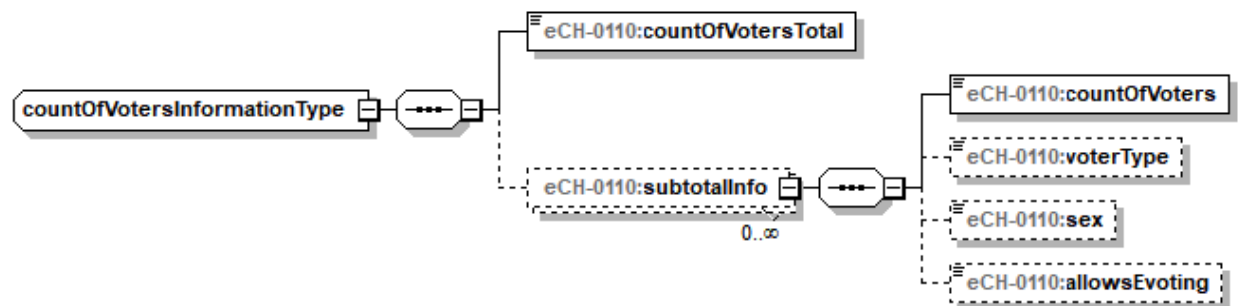 eCH-0110:countOfVotersTotal
countOfVotersInformationType
eCH-0110:countOfVoters
eCH-0110:voterType
eCH-0110:subtotalInfo
0..∞
eCH-0110:sex
eCH-0110:allowsEvoting